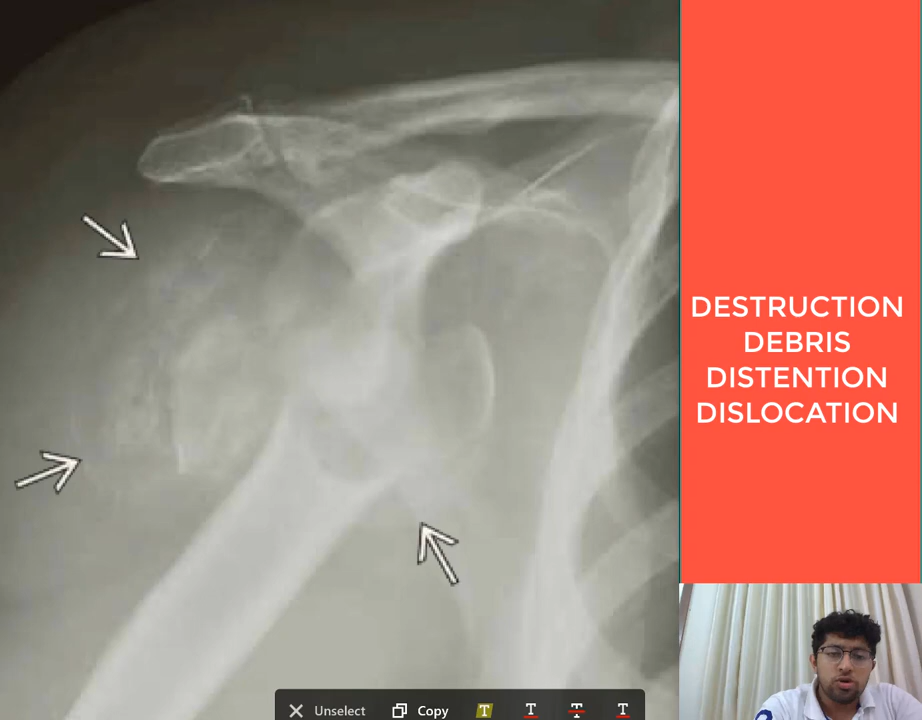 DESTRUCTION
DEBRIS
DISTENTION
DISLOCATION
Unselect Copy T T T T